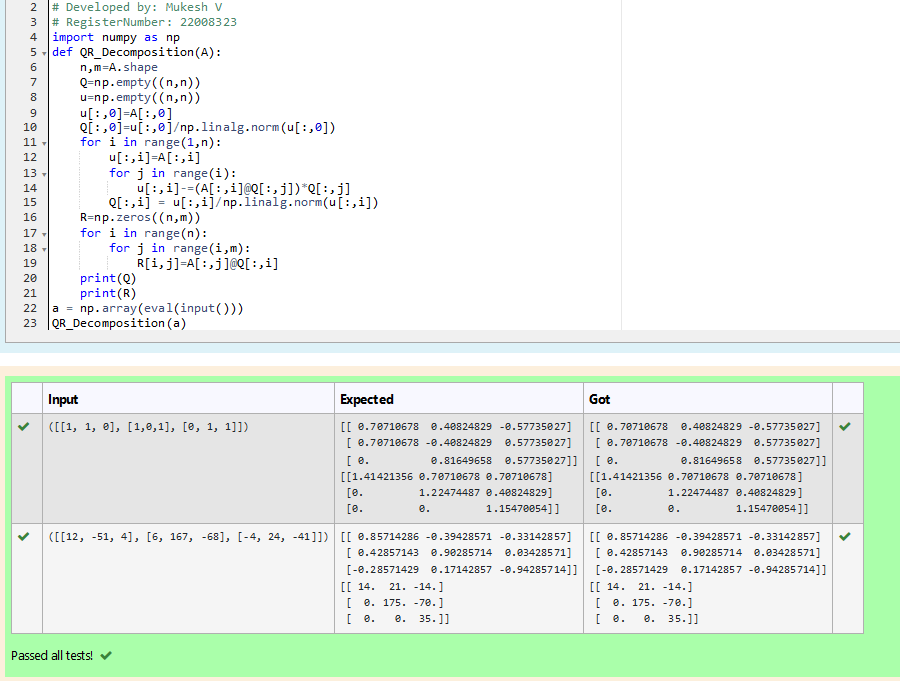 2 # Developed by: Mukesh V
3 # RegisterNumber: 22008323
4 import numpy as np
5 def QR_Decomposition(A):
6     n,m=A.shape
7     Q=np.empty((n,n))
8     u=np.empty((n,n))
9     u[:,0]=A[:,0]
10     Q[:,0]=u[:,0]/np.linalg.norm(u[:,0])
11     for i in range(1,n):
12         u[:,i]=A[:,i]
13         for j in range(i):
14             u[:,i]-=(A[:,i]@Q[:,j])*Q[:,j]
15         Q[:,i] = u[:,i]/np.linalg.norm(u[:,i])
16     R=np.zeros((n,m))
17     for i in range(n):
18         for j in range(i,m):
19             R[i,j]=A[:,j]@Q[:,i]
20     print(Q)
21     print(R)
22 a = np.array(eval(input()))
23 QR_Decomposition(a)
Input Expected Got
([[1, 1, 0], [1,0,1], [0, 1, 1]]) [[ 0.70710678  0.40824829 -0.57735027] [[ 0.70710678  0.40824829 -0.57735027]
[ 0.70710678 -0.40824829  0.57735027] [ 0.70710678 -0.40824829  0.57735027]
[ 0.          0.81649658  0.57735027]] [ 0.          0.81649658  0.57735027]]
[[1.41421356 0.70710678 0.70710678] [[1.41421356 0.70710678 0.70710678]
[0.         1.22474487 0.40824829] [0.         1.22474487 0.40824829]
[0.         0.         1.15470054]] [0.         0.         1.15470054]]
([[12, -51, 4], [6, 167, -68], [-4, 24, -41]]) [[ 0.85714286 -0.39428571 -0.33142857] [[ 0.85714286 -0.39428571 -0.33142857]
[ 0.42857143  0.90285714  0.03428571] [ 0.42857143  0.90285714  0.03428571]
[-0.28571429  0.17142857 -0.94285714]] [-0.28571429  0.17142857 -0.94285714]]
[[ 14.  21. -14.] [[ 14.  21. -14.]
[  0. 175. -70.] [  0. 175. -70.]
[  0.   0.  35.]] [  0.   0.  35.]]
Passed all tests!